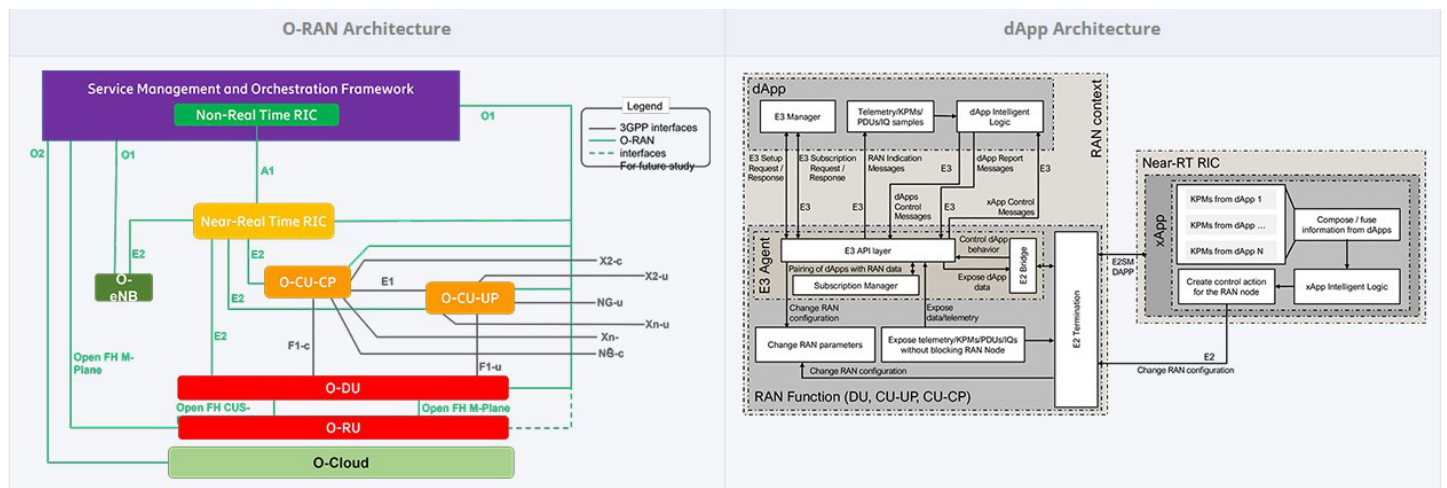 O-RAN Architecture
Service Management and Orchestration Framework
Non-Real Time RIC
O1
Legend
3GPP interfaces
O-RAN
interfaces
For future study
O2
O1
A1
Near-Real Time RIC
E2
E2
O-
eNB
O-CU-CP
E1
O-CU-UP
E2
X2-c
X2-u
NG-u
Xn-u
Xn-
NG-c
E2
F1-c
F1-u
Open FH M-
Plane
O-DU
Open FH CUS-
Open FH M-Plane
O-RU
O-Cloud
dApp Architecture
dApp
E3 Manager
Telemetry/KPMs/
PDUs/IQ samples
dApp Intelligent
Logic
RAN context
E3 Setup
Request /
Response
E3 Subscription
Request /
Response
RAN Indication
Messages
E3
dApp Report
Messages
E3
dApps
Control
Messages
xApp Control
Messages
E3
E3
E3
E3 Agent
E3 API layer
Control dApp
behavior
E2 Bridge
Pairing of dApps with RAN data
Subscription Manager
Expose dApp
data
Change RAN
configuration
Expose
data/telemetry
Change RAN parameters
Expose telemetry/KPMs/PDUs/IQs
without blocking RAN Node
Change RAN configuration
E2 Termination
RAN Function (DU, CU-UP, CU-CP)
E2SM
DAPP
Near-RT RIC
xApp
KPMs from dApp 1
KPMs from dApp ...
KPMs from dApp N
Compose / fuse
information from dApps
Create control action
for the RAN node
xApp Intelligent Logic
E2
Change RAN configuration